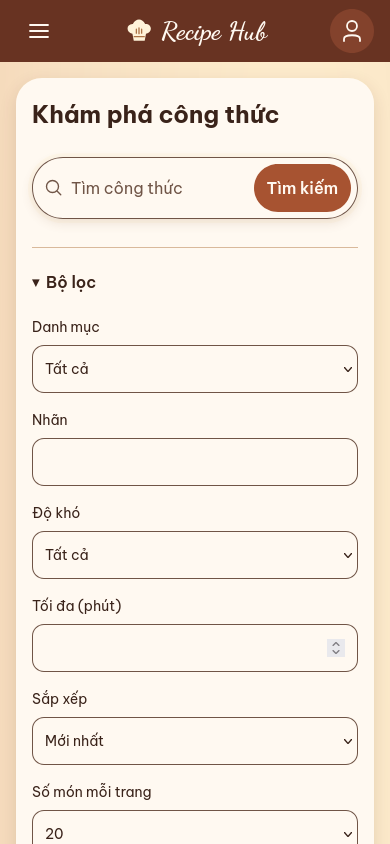 Recipe Hub
Khám phá công thức
Tìm công thức
Tìm kiếm
▾ Bộ lọc
Danh mục
Tất cả
Nhãn
Độ khó
Tất cả
Tối đa (phút)
Sắp xếp
Mới nhất
Số món mỗi trang
20